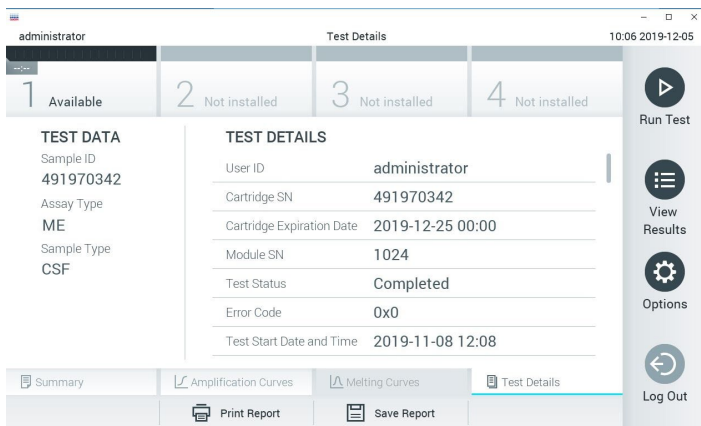 administrator
Test Details
10:06 2019-12-05
--:--
1 Available
2 Not installed
3 Not installed
4 Not installed
TEST DATA
Sample ID
491970342
Assay Type
ME
Sample Type
CSF
TEST DETAILS
User ID administrator
Cartridge SN 491970342
Cartridge Expiration Date 2019-12-25 00:00
Module SN 1024
Test Status Completed
Error Code 0x0
Test Start Date and Time 2019-11-08 12:08
Run Test
View
Results
Options
Log Out
Summary
Amplification Curves
Melting Curves
Test Details
Print Report
Save Report